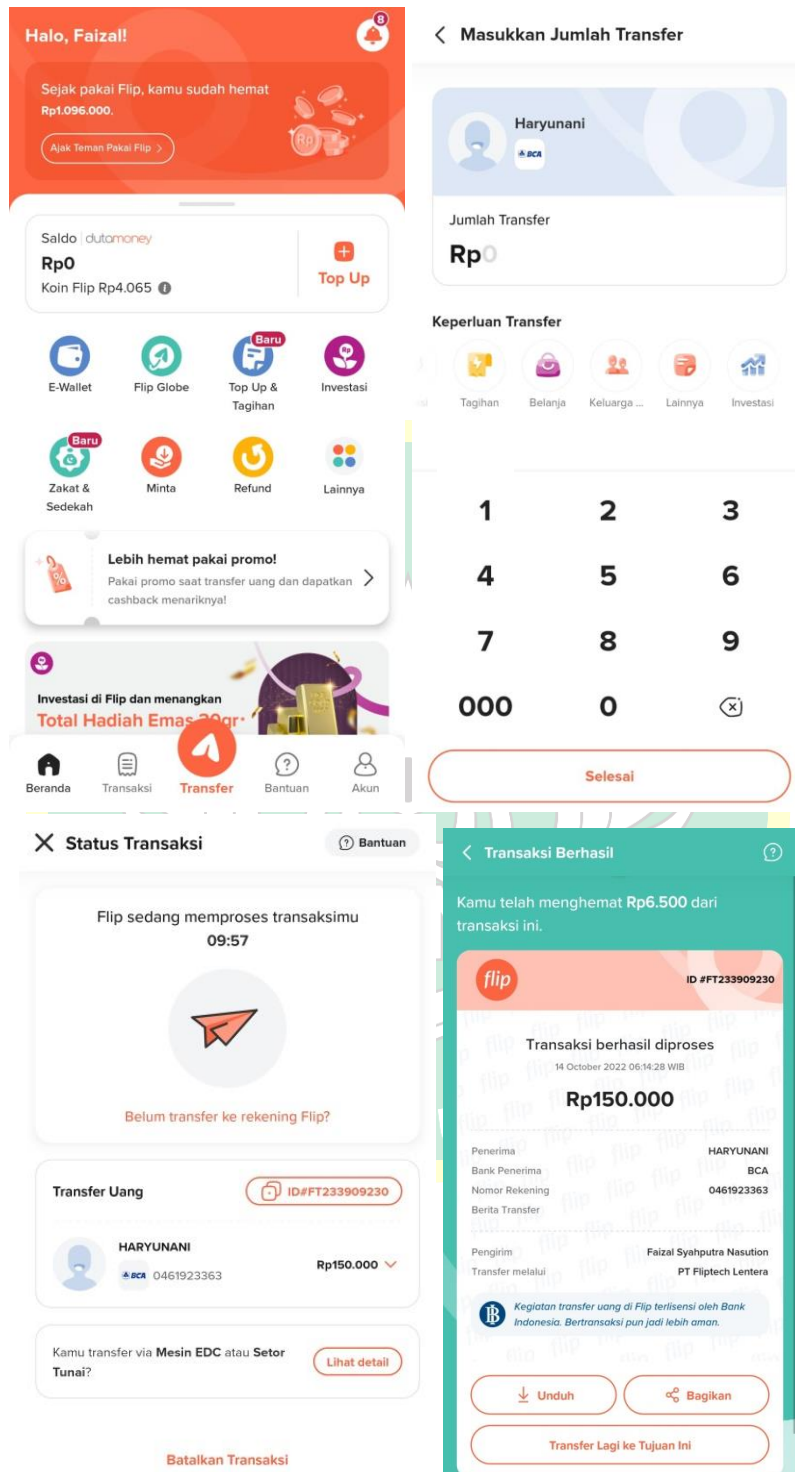 Halo, Faizal!
8
Sejak pakai Flip, kamu sudah hemat
Rp1.096.000.
Ajak Teman Pakai Flip >
Rp
Saldo dutamoney
Rp0
Koin Flip Rp4.065
Top Up
Baru
E-Wallet
Flip Globe
Top Up &
Tagihan
Investasi
Baru
Zakat &
Sedekah
Minta
Refund
Lainnya
Lebih hemat pakai promo!
Pakai promo saat transfer uang dan dapatkan
cashback menariknya!
Investasi di Flip dan menangkan
Total Hadiah Emas
Beranda
Transaksi
Transfer
Bantuan
Akun
Masukkan Jumlah Transfer
Haryunani
BCA
Jumlah Transfer
Rp0
Keperluan Transfer
Tagihan
Belanja
Keluarga ...
Lainnya
Investasi
1 2 3
4 5 6
7 8 9
000 0
Selesai
Status Transaksi
Bantuan
Flip sedang memproses transaksimu
09:57
Belum transfer ke rekening Flip?
Transfer Uang
ID#FT233909230
HARYUNANI
BCA 0461923363
Rp150.000
Kamu transfer via Mesin EDC atau Setor
Tunai?
Lihat detail
Batalkan Transaksi
Transaksi Berhasil
Kamu telah menghemat Rp6.500 dari
transaksi ini.
flip
ID #FT233909230
Transaksi berhasil diproses
14 October 2022 06:14:28 WIB
Rp150.000
Penerima HARYUNANI
Bank Penerima BCA
Nomor Rekening 0461923363
Berita Transfer
Pengirim Faizal Syahputra Nasution
Transfer melalui PT Fliptech Lentera
Kegiatan transfer uang di Flip terlisensi oleh Bank
Indonesia. Bertransaksi pun jadi lebih aman.
Unduh
Bagikan
Transfer Lagi ke Tujuan Ini